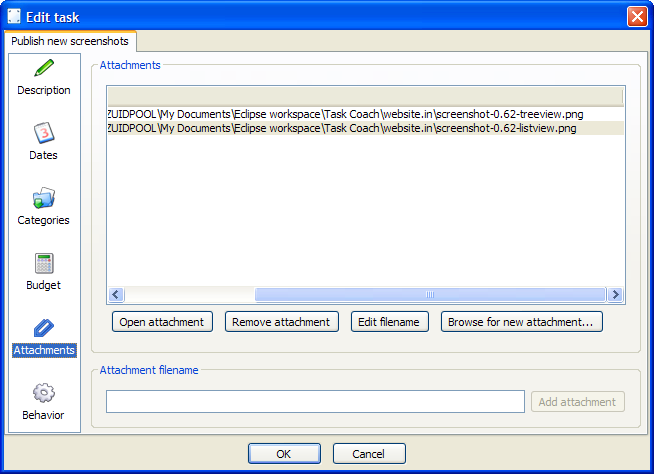 Edit task
Publish new screenshots
Description
3
Dates
Categories
Budget
Attachments
Behavior
Attachments
ZUIDPOOL\My Documents\Eclipse workspace\Task Coach\website.in\screenshot-0.62-treeview.png
ZUIDPOOL\My Documents\Eclipse workspace\Task Coach\website.in\screenshot-0.62-listview.png
Open attachment
Remove attachment
Edit filename
Browse for new attachment...
Attachment filename
Add attachment
OK
Cancel